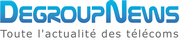 DEGROUPNEWS
Toute l'actualité des télécoms